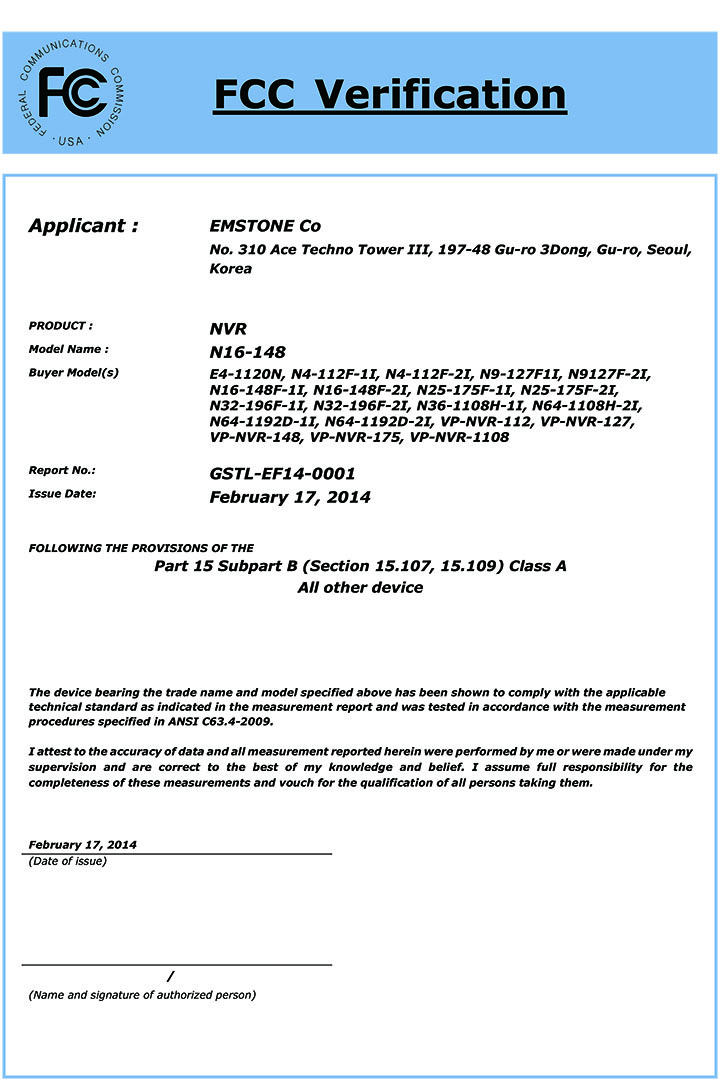 FEDERAL COMMUNICATIONS COMMISSION
· USA ·
FCC
FCC Verification
Applicant :
EMSTONE Co
No. 310 Ace Techno Tower III, 197-48 Gu-ro 3Dong, Gu-ro, Seoul,
Korea
PRODUCT :
NVR
Model Name :
N16-148
Buyer Model(s)
E4-1120N, N4-112F-1I, N4-112F-2I, N9-127F1I, N9127F-2I,
N16-148F-1I, N16-148F-2I, N25-175F-1I, N25-175F-2I,
N32-196F-1I, N32-196F-2I, N36-1108H-1I, N64-1108H-2I,
N64-1192D-1I, N64-1192D-2I, VP-NVR-112, VP-NVR-127,
VP-NVR-148, VP-NVR-175, VP-NVR-1108
Report No.:
GSTL-EF14-0001
Issue Date:
February 17, 2014
FOLLOWING THE PROVISIONS OF THE
Part 15 Subpart B (Section 15.107, 15.109) Class A
All other device
The device bearing the trade name and model specified above has been shown to comply with the applicable
technical standard as indicated in the measurement report and was tested in accordance with the measurement
procedures specified in ANSI C63.4-2009.
I attest to the accuracy of data and all measurement reported herein were performed by me or were made under my
supervision and are correct to the best of my knowledge and belief. I assume full responsibility for the
completeness of these measurements and vouch for the qualification of all persons taking them.
February 17, 2014
(Date of issue)
/
(Name and signature of authorized person)